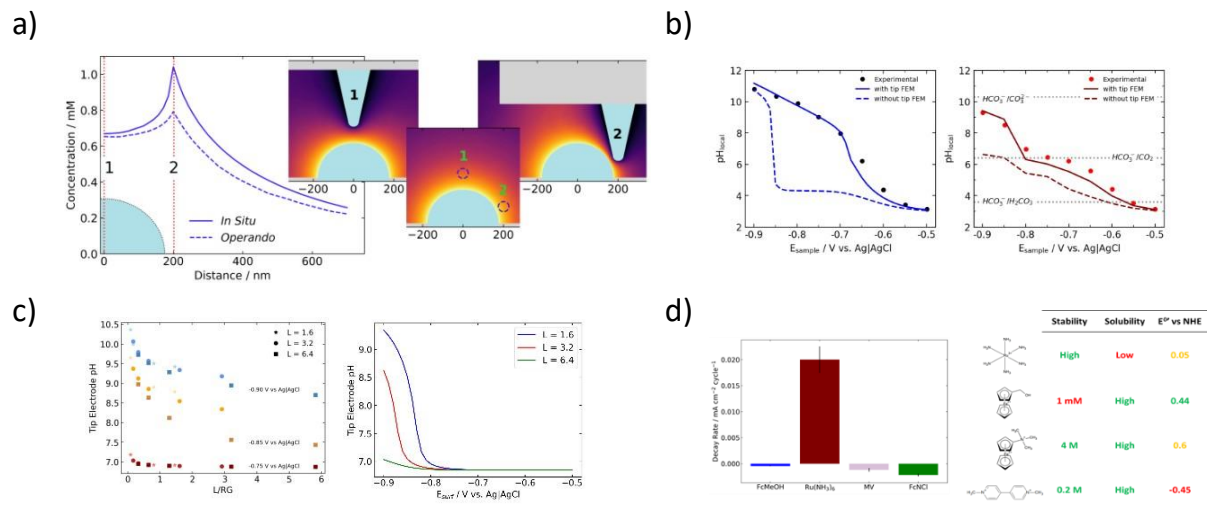 a)
Concentration / mM
1.0
0.8
0.6
0.4
0.2
0.0
1
2
In Situ
Operando
0
200
400
600
Distance / nm
1
−200
0
200
1
2
−200
0
200
2
−200
0
200
b)
pH
local
12
10
8
6
4
2
0
Experimental
with tip FEM
without tip FEM
−0.9
−0.8
−0.7
−0.6
−0.5
E
sample
/ V vs. Ag|AgCl
pH
local
12
10
8
6
4
2
0
Experimental
with tip FEM
without tip FEM
HCO₃⁻/CO₃²⁻
HCO₃⁻/CO₂
HCO₃⁻/H₂CO₃
−0.9
−0.8
−0.7
−0.6
−0.5
E
sample
/ V vs. Ag|AgCl
c)
Tip Electrode pH
10.5
10.0
9.5
9.0
8.5
8.0
7.5
7.0
L = 1.6
L = 3.2
L = 6.4
-0.90 V vs Ag|AgCl
-0.85 V vs Ag|AgCl
-0.75 V vs Ag|AgCl
0
1
2
3
4
5
6
L/RG
Tip Electrode pH
9.0
8.0
7.0
L = 1.6
L = 3.2
L = 6.4
−0.9
−0.8
−0.7
−0.6
−0.5
/ V vs. Ag|AgCl
d)
Decay Rate / mA cm⁻² cycle⁻¹
0.020
0.015
0.010
0.005
0.000
FcMeOH
Ru(NH₃)₆
MV
FcNCl
Stability Solubility E⁰' vs NHE
High Low 0.05
1 mM High 0.44
4 M High 0.6
0.2 M High -0.45